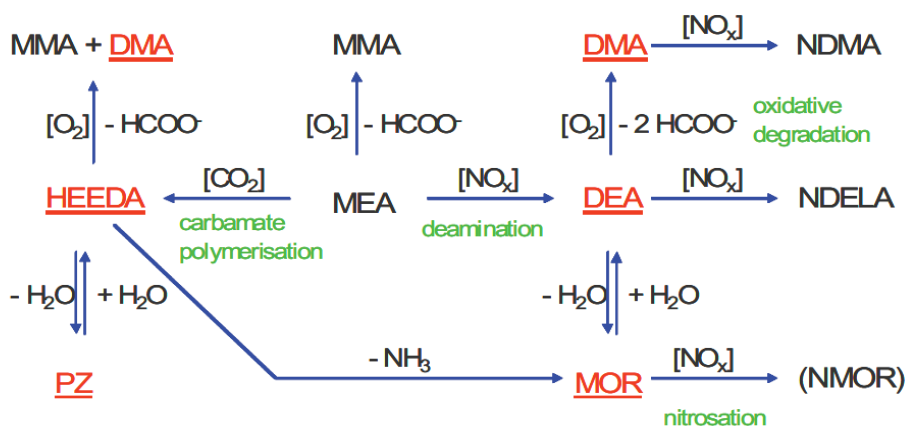 MMA + DMA
MMA
DMA
[NOₓ]
NDMA
[O₂]
- HCOO⁻
[O₂]
- HCOO⁻
[O₂]
- 2 HCOO⁻
oxidative
degradation
HEEDA
[CO₂]
MEA
[NOₓ]
DEA
[NOₓ]
NDELA
carbamate
polymerisation
deamination
- H₂O
+ H₂O
- H₂O
+ H₂O
PZ
- NH₃
MOR
[NOₓ]
(NMOR)
nitrosation